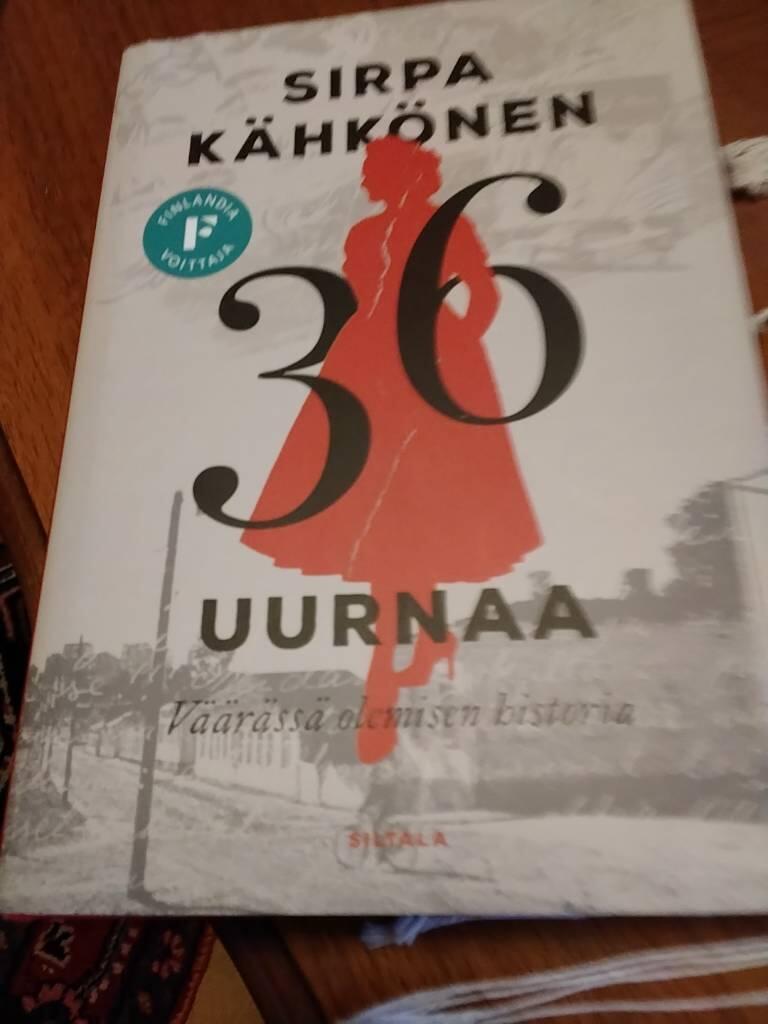 SIRPA
KÄHKÖNEN
FINLANDIA
F
VOITTAJA
36
UURNAA
Väärässä olemisen historia
SILTALA